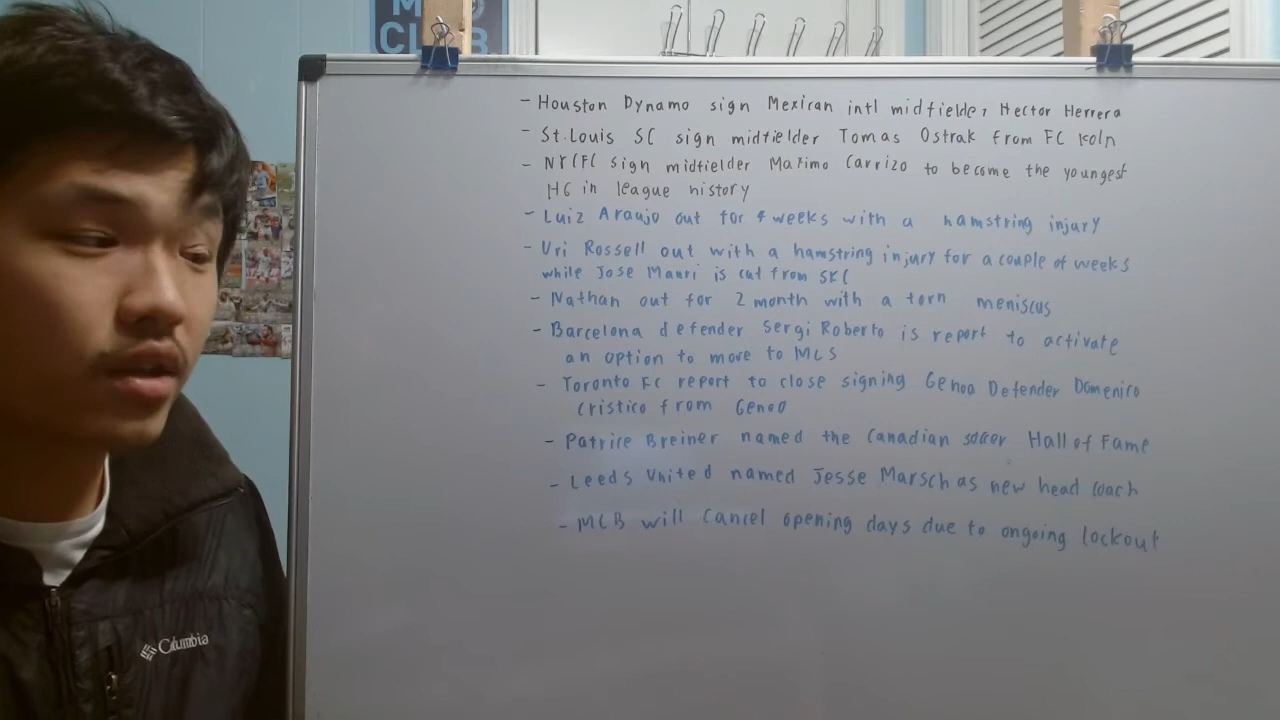 M
CL B
- Houston Dynamo sign Mexican intl midfielder Hector Herrera
- St. Louis SC sign midfielder Tomas Ostrak from FC Koln
- NYCFC sign midfielder Maximo Carrizo to become the youngest
HG in league history
- Luiz Araujo out for 4 weeks with a hamstring injury
- Uri Rossell out with a hamstring injury for a couple of weeks
while Jose Mauri is cut from SKC
- Nathan out for 2 month with a torn meniscus
- Barcelona defender Sergi Roberto is report to activate
an option to move to MLS
- Toronto FC report to close signing Genoa Defender Domenico
Cristico from Genoa
- Patrice Breiner named the Canadian soccer Hall of Fame
- Leeds United named Jesse Marsch as new head coach
- MLB will cancel opening days due to ongoing lockout
Columbia